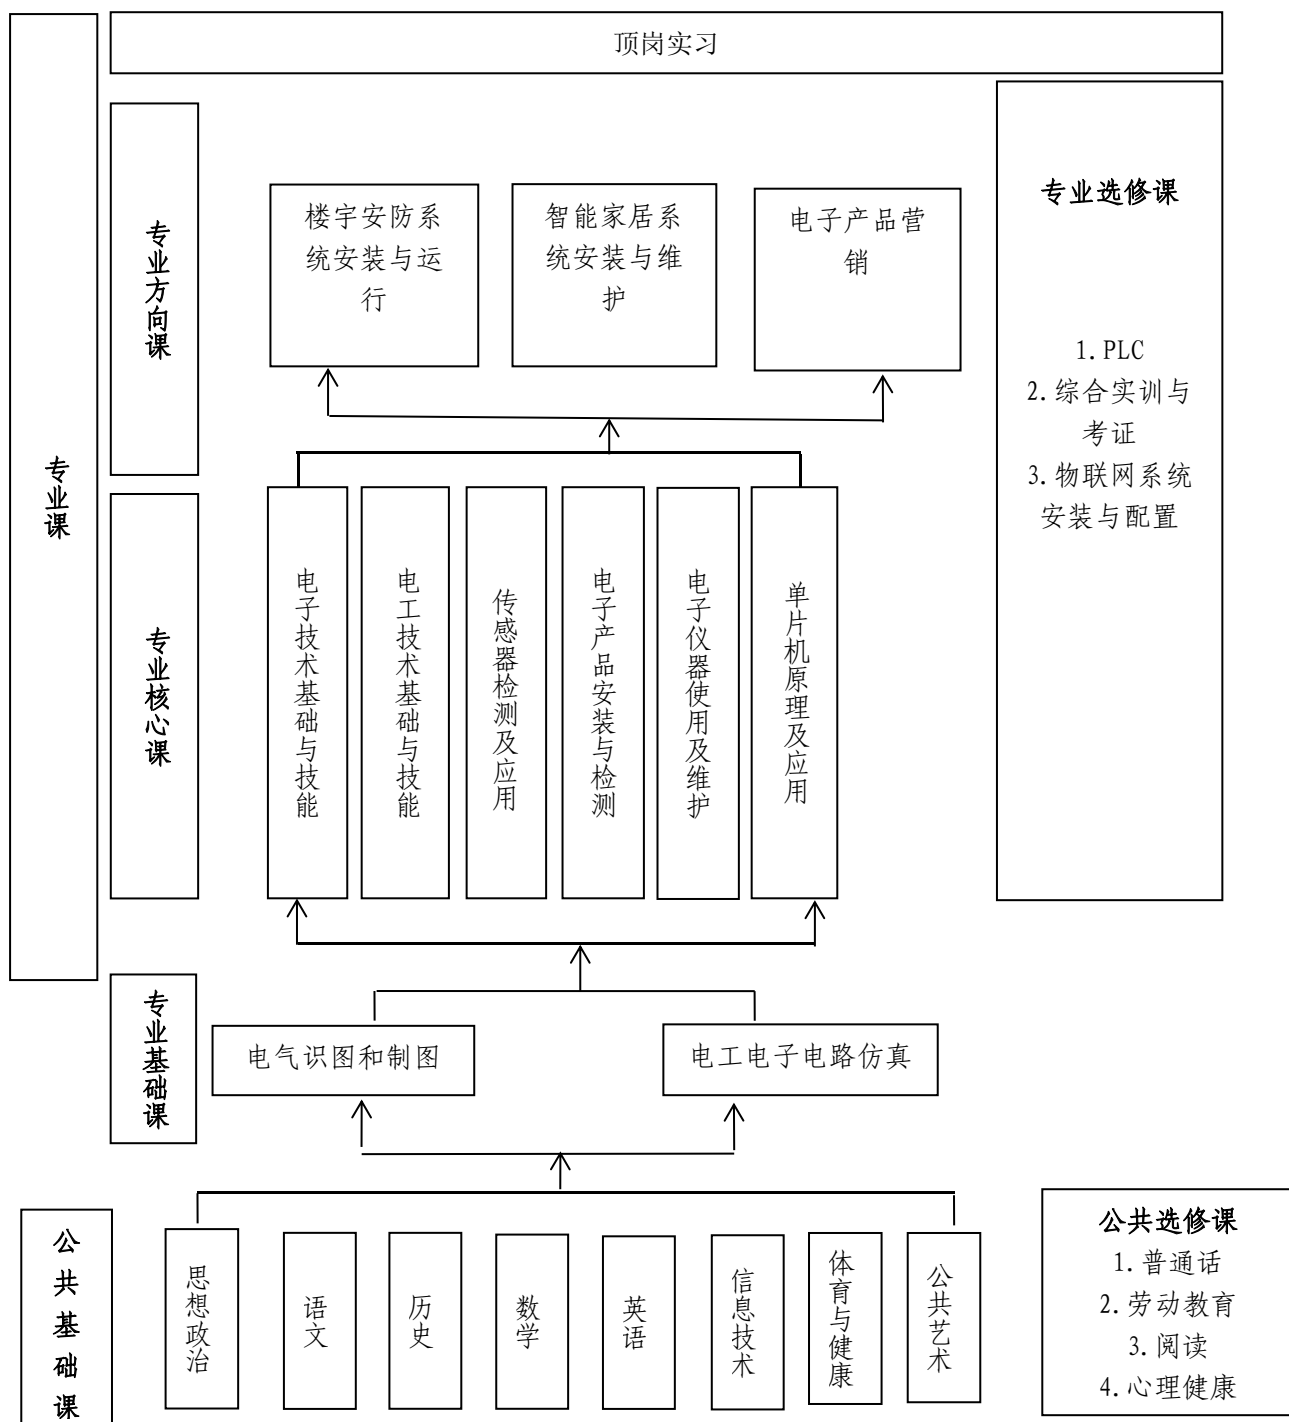 顶岗实习
专业课
专业方向课
楼宇安防系
统安装与运
行
智能家居系
统安装与维
护
电子产品营
销
专业选修课
1.PLC
2.综合实训与
考证
3.物联网系统
安装与配置
专业核心课
电子技术基础与技能
电工技术基础与技能
传感器检测及应用
电子产品安装与检测
电子仪器使用及维护
单片机原理及应用
专业基础课
电气识图和制图
电工电子电路仿真
公共基础课
思想政治
语文
历史
数学
英语
信息技术
体育与健康
公共艺术
公共选修课
1.普通话
2.劳动教育
3.阅读
4.心理健康